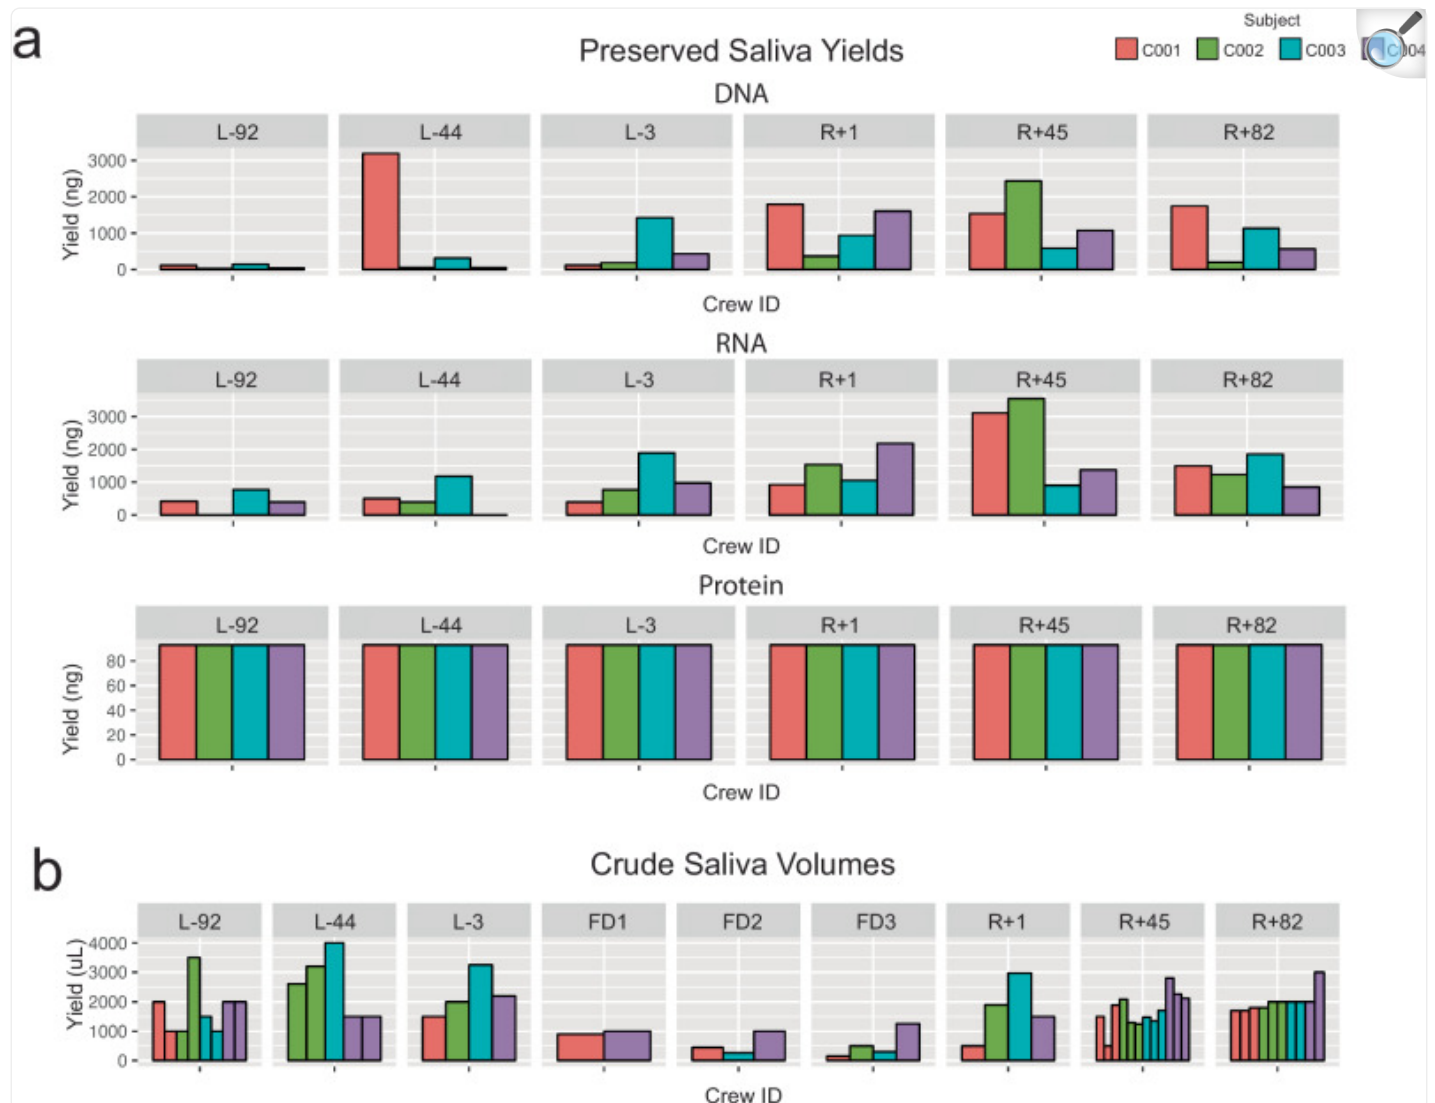 a
Subject
Preserved Saliva Yields
C001 C002 C003 C004
DNA
L-92 L-44 L-3 R+1 R+45 R+82
Yield (ng)
3000
2000
1000
0
Crew ID
RNA
L-92 L-44 L-3 R+1 R+45 R+82
Yield (ng)
3000
2000
1000
0
Crew ID
Protein
L-92 L-44 L-3 R+1 R+45 R+82
Yield (ng)
80
60
40
20
0
Crew ID
b
Crude Saliva Volumes
L-92 L-44 L-3 FD1 FD2 FD3 R+1 R+45 R+82
Yield (uL)
4000
3000
2000
1000
0
Crew ID